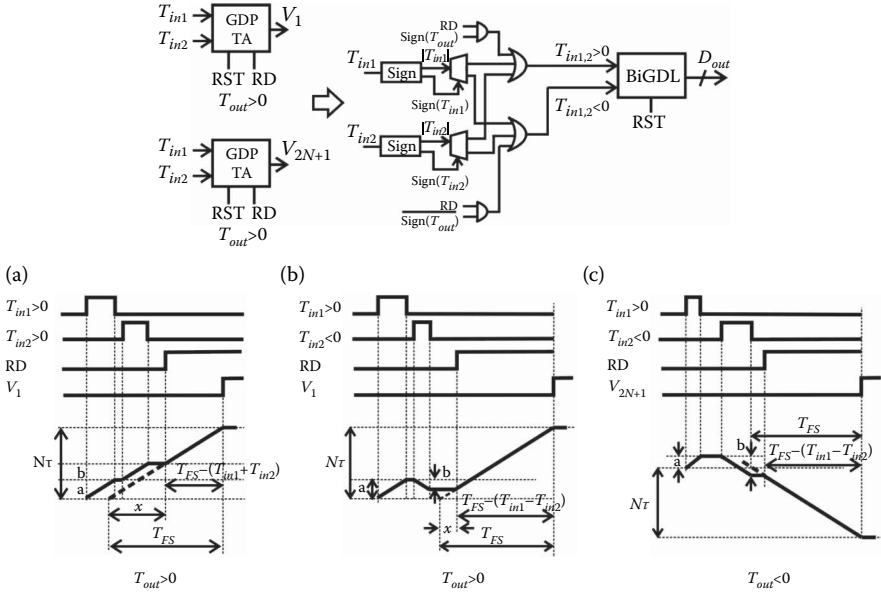 T_in1
T_in2
GDP
TA
V_1
RST RD
T_out>0
T_in1
T_in2
GDP
TA
V_2N+1
RST RD
T_out>0
RD
Sign(T_out)
T_in1
Sign
|T_in1|
Sign(T_in1)
T_in2
Sign
|T_in2|
Sign(T_in2)
RD
Sign(T_out)
T_in1,2>0
T_in1,2<0
BiGDL
D_out
RST
(a)
T_in1>0
T_in2>0
RD
V_1
Nτ
b
a
T_FS−(T_in1+T_in2)
x
T_FS
T_out>0
(b)
T_in1>0
T_in2<0
RD
V_1
Nτ
a
b
T_FS−(T_in1−T_in2)
x
T_FS
T_out>0
(c)
T_in1>0
T_in2<0
RD
V_2N+1
T_FS
a
b
T_FS−(T_in1−T_in2)
Nτ
T_out<0